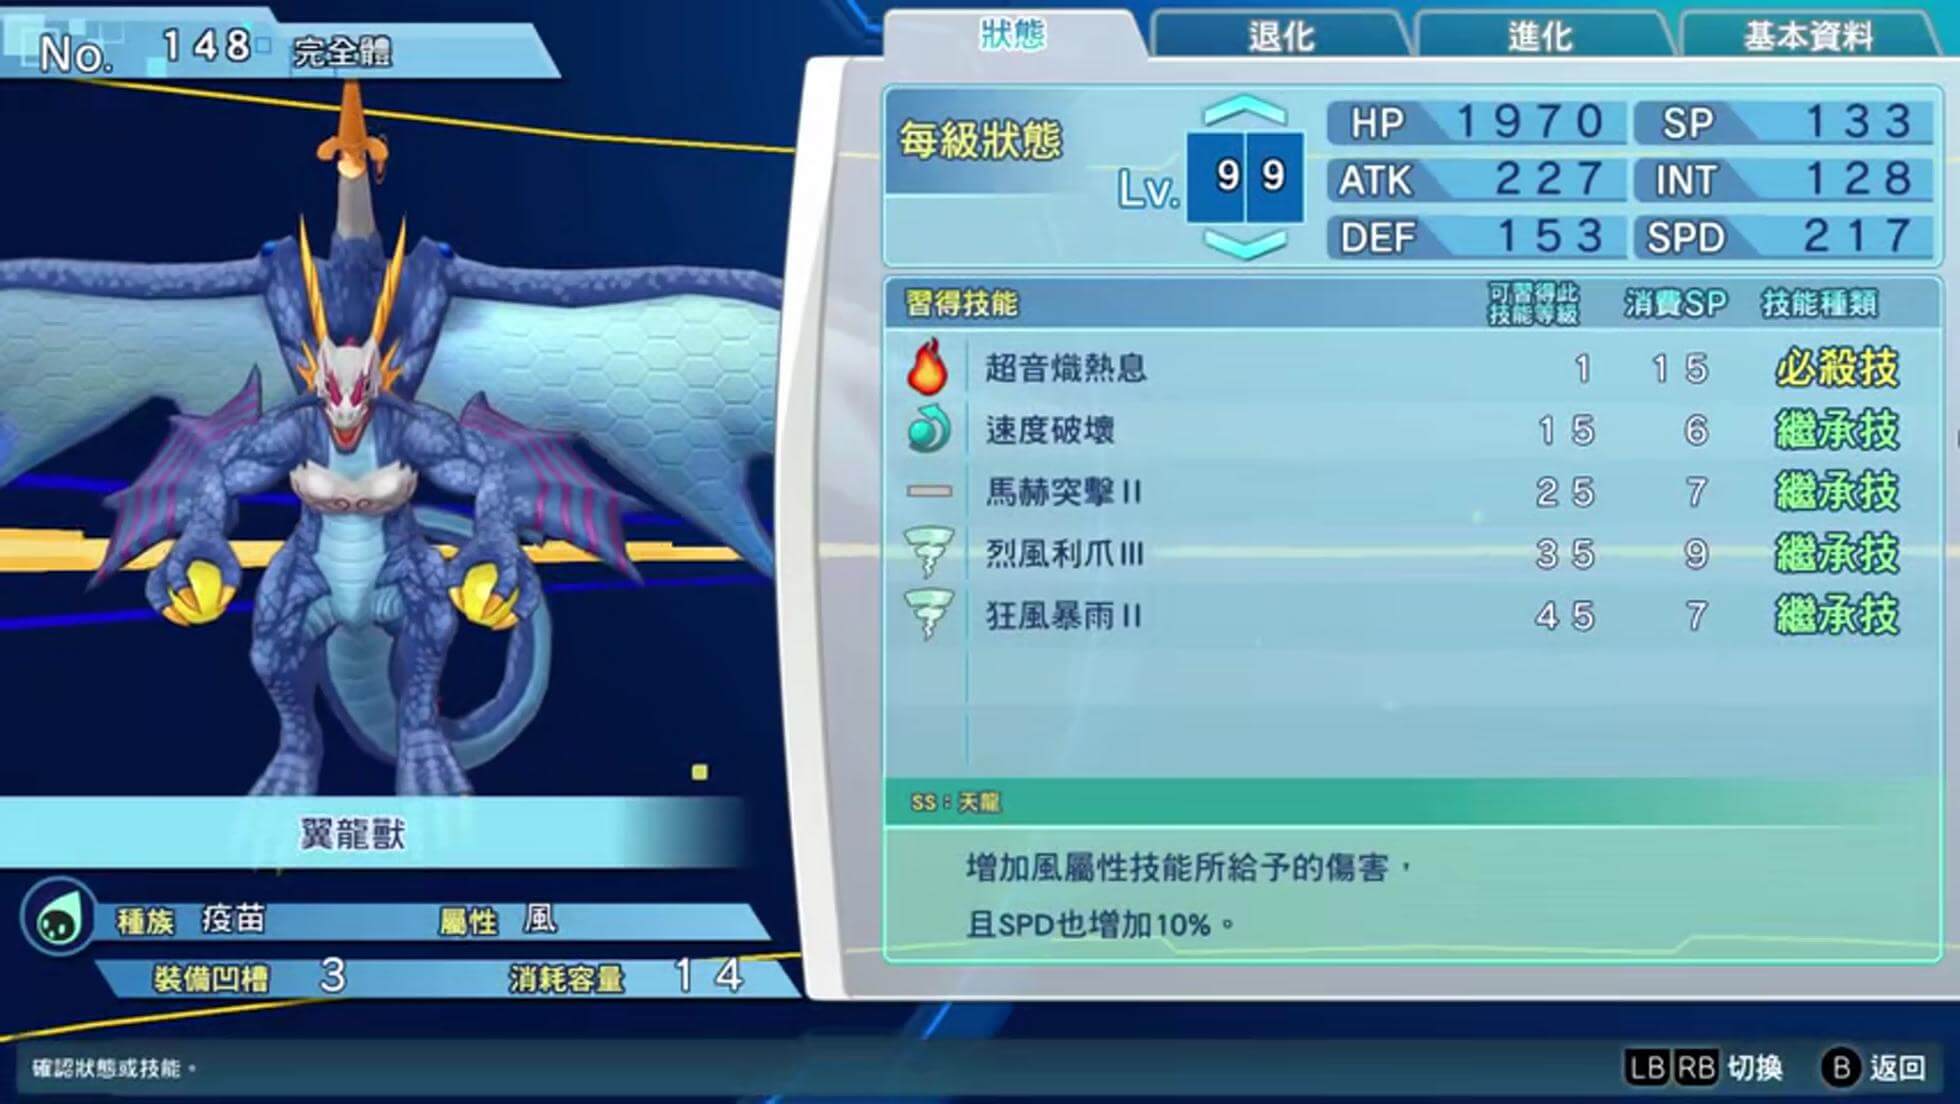 No. 148 完全體
狀態 退化 進化 基本資料
每級狀態
Lv. 99
HP 1970 SP 133
ATK 227 INT 128
DEF 153 SPD 217
習得技能 可習得此技能等級 消費SP 技能種類
超音熾熱息 1 15 必殺技
速度破壞 15 6 繼承技
馬赫突擊II 25 7 繼承技
烈風利爪III 35 9 繼承技
狂風暴雨II 45 7 繼承技
SS：天龍
增加風屬性技能所給予的傷害，
且SPD也增加10%。
翼龍獸
種族 疫苗 屬性 風
裝備凹槽 3 消耗容量 14
確認狀態或技能。
LB RB 切換 B 返回